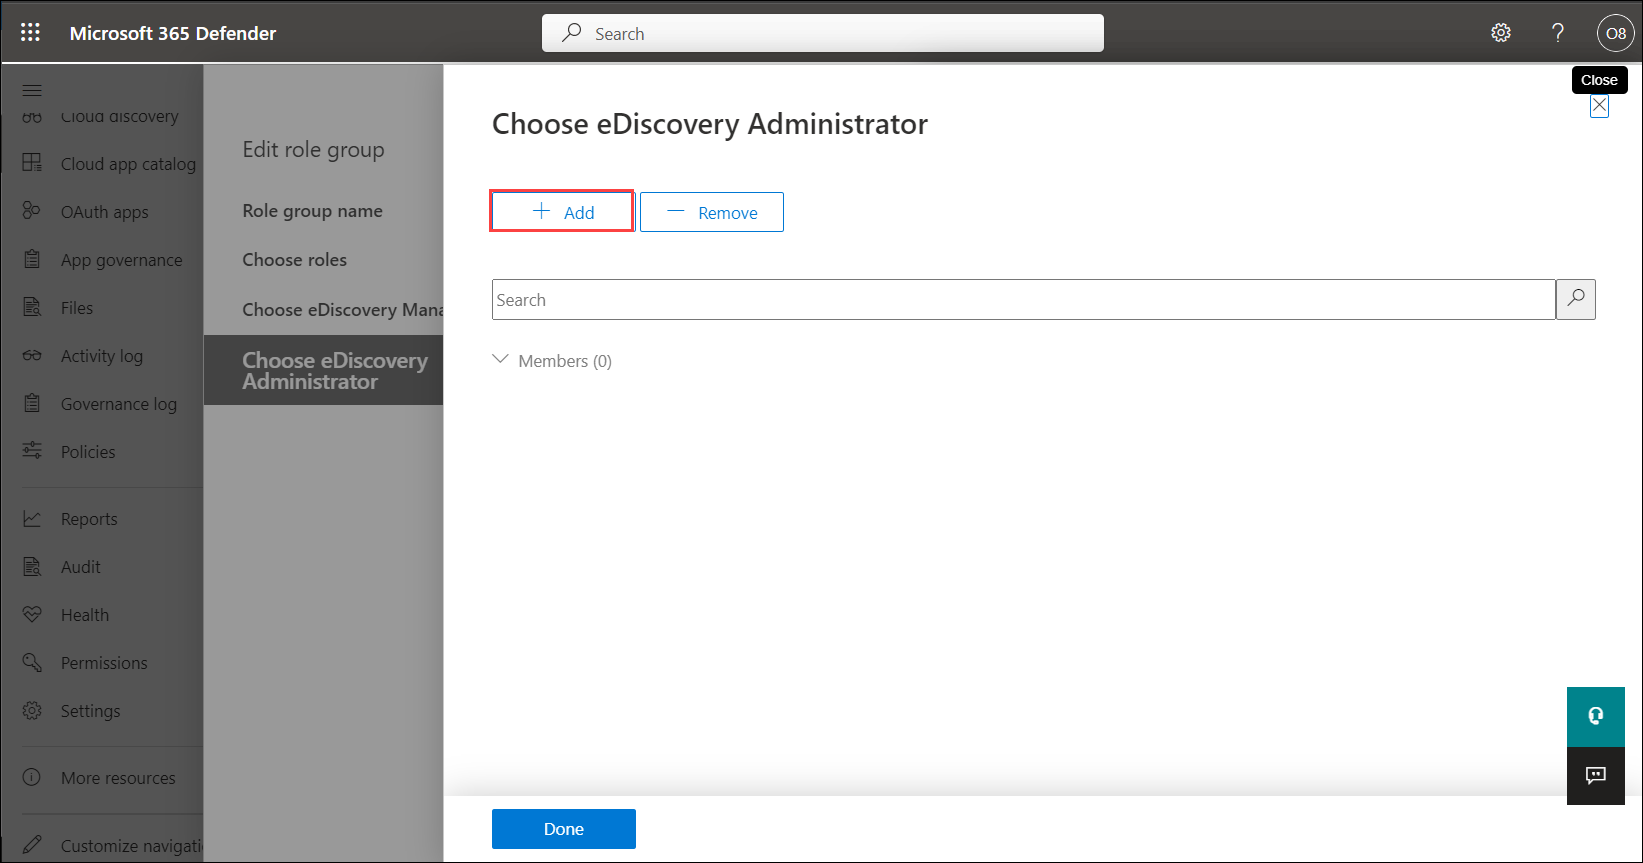 Microsoft 365 Defender
Search
?
O8
Close
Cloud discovery
Cloud app catalog
OAuth apps
App governance
Files
Activity log
Governance log
Policies
Reports
Audit
Health
Permissions
Settings
More resources
Customize navigati
Edit role group
Role group name
Choose roles
Choose eDiscovery Mana
Choose eDiscovery
Administrator
Choose eDiscovery Administrator
Add
Remove
Search
Members (0)
Done